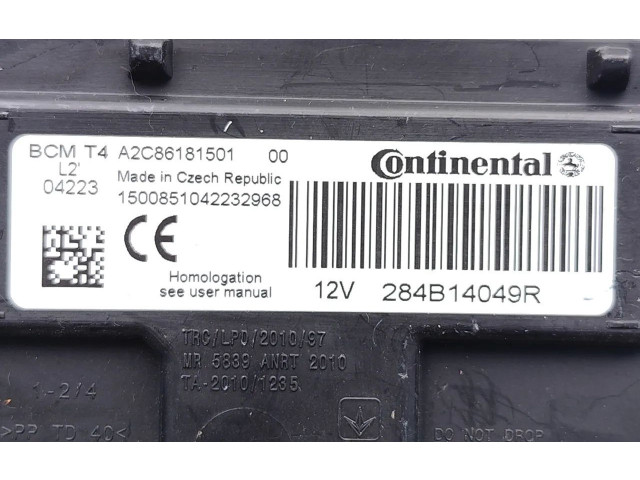 BCM T4 A2C86181501 00
L2'
04223
Made in Czech Republic
1500851042232968
CE
Homologation
see user manual
Continental
12V 284B14049R
TRC/LPD/2010/97
MR 5839 ANRT 2010
TA-2010/1235
1-2/4
>PP TD 40<
DO NOT DROP